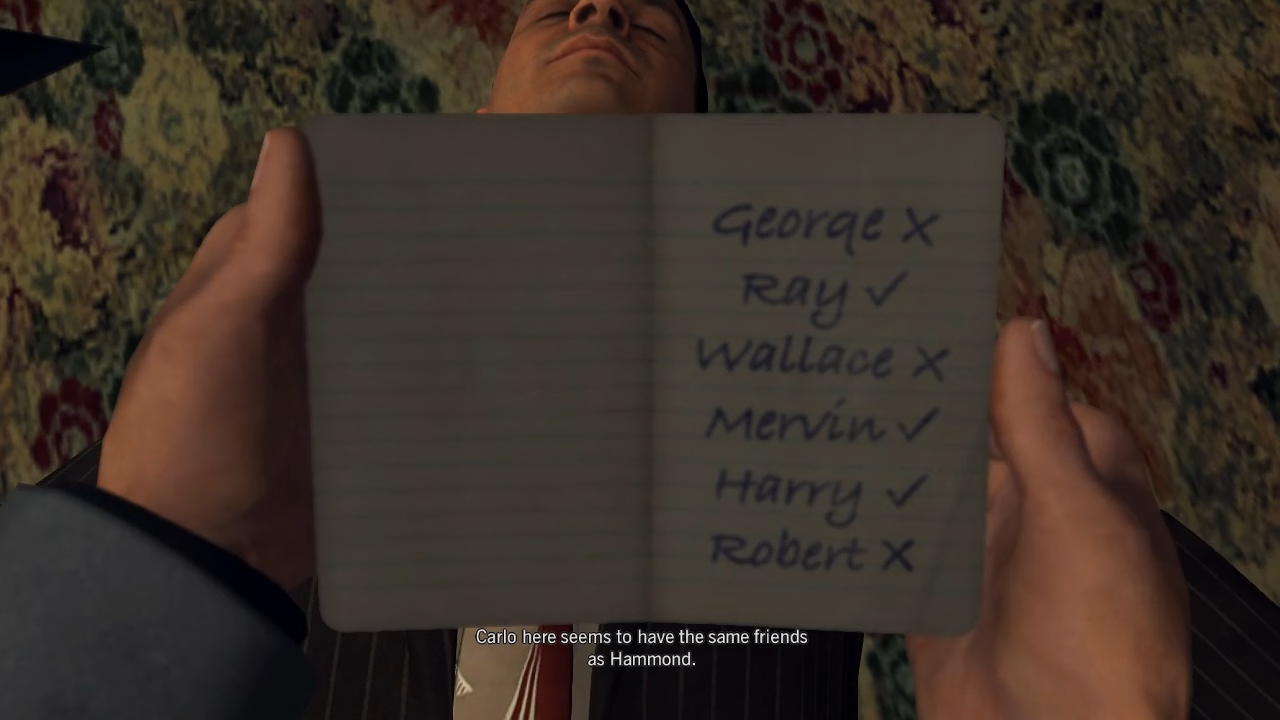 George X
Ray ✓
Wallace X
Mervin ✓
Harry ✓
Robert X
Carlo here seems to have the same friends
as Hammond.